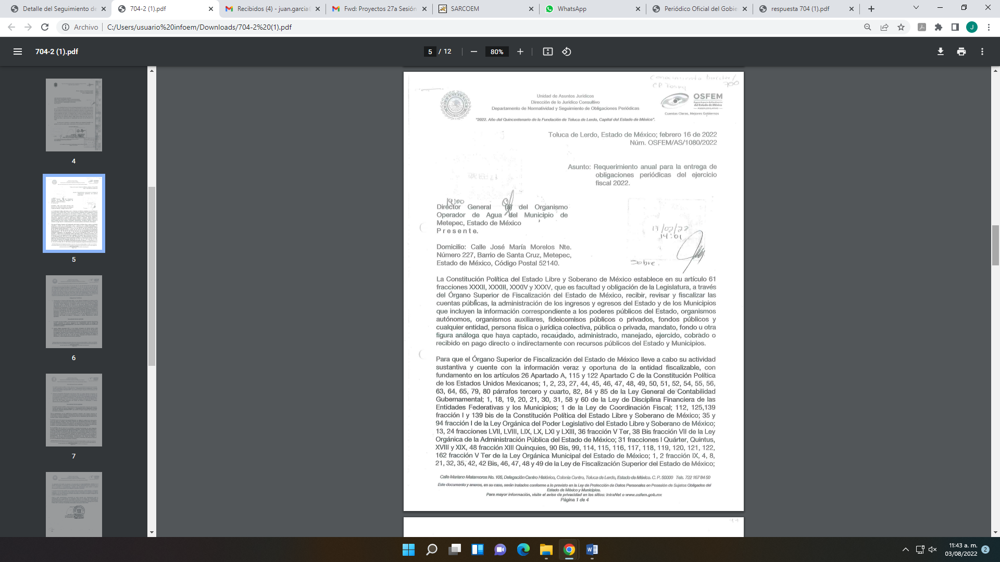 Detalle del Seguimiento de
704-2 (1).pdf
Recibidos (4) - juan.garcia
Fwd: Proyectos 27a Sesión
SARCOEM
WhatsApp
Periódico Oficial del Gobie
respuesta 704 (1).pdf
Archivo
C:/Users/usuario%20infoem/Downloads/704-2%20(1).pdf
J
704-2 (1).pdf
5 / 12
80%
4
5
6
7
Conocimiento Director/
700
Unidad de Asuntos Jurídicos
Dirección de lo Jurídico Consultivo
Departamento de Normatividad y Seguimiento de Obligaciones Periódicas
OSFEM
Órgano Superior de Fiscalización
del Estado de México
PODER LEGISLATIVO
Cuentas Claras, Mejores Gobiernos
"2022. Año del Quincentenario de la Fundación de Toluca de Lerdo, Capital del Estado de México".
Toluca de Lerdo, Estado de México; febrero 16 de 2022
Núm. OSFEM/AS/1080/2022
Asunto: Requerimiento anual para la entrega de
obligaciones periódicas del ejercicio
fiscal 2022.
Director General (a) del Organismo
Operador de Agua del Municipio de
Metepec, Estado de México
P r e s e n t e.
17/02/22
14:01
Sobre.
Domicilio: Calle José María Morelos Nte.
Número 227, Barrio de Santa Cruz, Metepec,
Estado de México, Código Postal 52140.
La Constitución Política del Estado Libre y Soberano de México establece en su artículo 61
fracciones XXXII, XXXIII, XXXIV y XXXV, que es facultad y obligación de la Legislatura, a través
del Órgano Superior de Fiscalización del Estado de México, recibir, revisar y fiscalizar las
cuentas públicas, la administración de los ingresos y egresos del Estado y de los Municipios
que incluyen la información correspondiente a los poderes públicos del Estado, organismos
autónomos, organismos auxiliares, fideicomisos públicos o privados, fondos públicos y
cualquier entidad, persona física o jurídica colectiva, pública o privada, mandato, fondo u otra
figura análoga que haya captado, recaudado, administrado, manejado, ejercido, cobrado o
recibido en pago directo o indirectamente con recursos públicos del Estado y Municipios.
Para que el Órgano Superior de Fiscalización del Estado de México lleve a cabo su actividad
sustantiva y cuente con la información veraz y oportuna de la entidad fiscalizable, con
fundamento en los artículos 26 Apartado A, 115 y 122 Apartado C de la Constitución Política
de los Estados Unidos Mexicanos; 1, 2, 23, 27, 44, 45, 46, 47, 48, 49, 50, 51, 52, 54, 55, 56,
63, 64, 65, 79, 80 párrafos tercero y cuarto, 82, 84 y 85 de la Ley General de Contabilidad
Gubernamental; 1, 18, 19, 20, 21, 30, 31, 58 y 60 de la Ley de Disciplina Financiera de las
Entidades Federativas y los Municipios; 1 de la Ley de Coordinación Fiscal; 112, 125,139
fracción I y 139 bis de la Constitución Política del Estado Libre y Soberano de México; 35 y
94 fracción I de la Ley Orgánica del Poder Legislativo del Estado Libre y Soberano de México;
13, 24 fracciones LVII, LVIII, LIX, LX, LXI y LXIII, 36 fracción V Ter, 38 Bis fracción VII de la Ley
Orgánica de la Administración Pública del Estado de México; 31 fracciones I Quárter, Quintus,
XVIII y XIX, 48 fracción XIII Quinquies, 90 Bis, 99, 114, 115, 116, 117, 118, 119, 120, 121, 122,
162 fracción V Ter de la Ley Orgánica Municipal del Estado de México; 1, 2 fracción IX, 4, 8,
21, 32, 35, 42, 42 Bis, 46, 47, 48 y 49 de la Ley de Fiscalización Superior del Estado de México;
Calle Mariano Matamoros No. 106, Delegación Centro Histórico, Colonia Centro, Toluca de Lerdo, Estado de México. C. P. 50000 Tels. 722 167 84 50
Este documento y anexos, en su caso, serán tratados conforme a lo previsto en la Ley de Protección de Datos Personales en Posesión de Sujetos Obligados del
Estado de México y Municipios.
Para mayor información, visite el aviso de privacidad en los sitios: IntraNet o www.osfem.gob.mx
Página 1 de 4
11:43 a. m.
03/08/2022
2